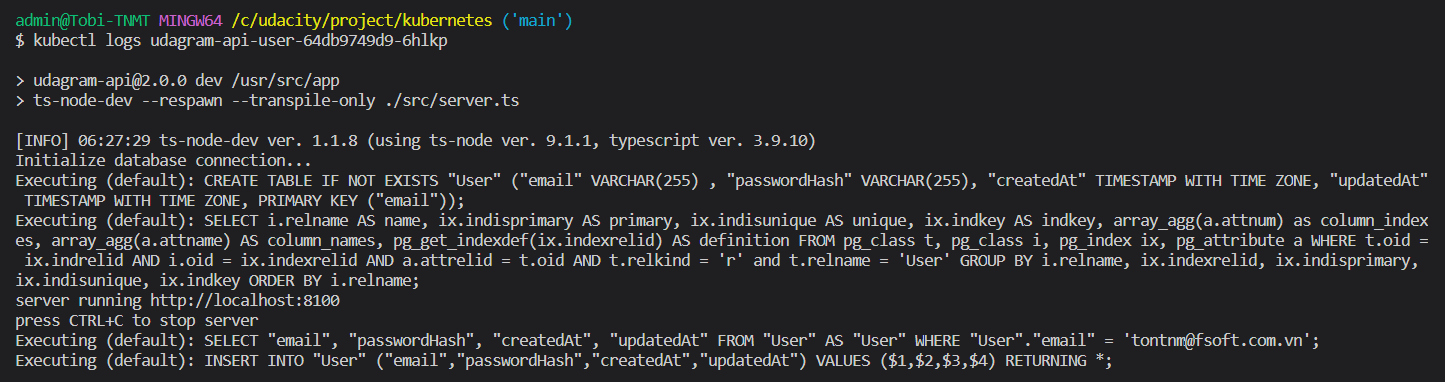 admin@Tobi-TNMT MINGW64 /c/udacity/project/kubernetes ('main')
$ kubectl logs udagram-api-user-64db9749d9-6hlkp
> udagram-api@2.0.0 dev /usr/src/app
> ts-node-dev --respawn --transpile-only ./src/server.ts
[INFO] 06:27:29 ts-node-dev ver. 1.1.8 (using ts-node ver. 9.1.1, typescript ver. 3.9.10)
Initialize database connection...
Executing (default): CREATE TABLE IF NOT EXISTS "User" ("email" VARCHAR(255) , "passwordHash" VARCHAR(255), "createdAt" TIMESTAMP WITH TIME ZONE, "updatedAt"
TIMESTAMP WITH TIME ZONE, PRIMARY KEY ("email"));
Executing (default): SELECT i.relname AS name, ix.indisprimary AS primary, ix.indisunique AS unique, ix.indkey AS indkey, array_agg(a.attnum) as column_index
es, array_agg(a.attname) AS column_names, pg_get_indexdef(ix.indexrelid) AS definition FROM pg_class t, pg_class i, pg_index ix, pg_attribute a WHERE t.oid =
ix.indrelid AND i.oid = ix.indexrelid AND a.attrelid = t.oid AND t.relkind = 'r' and t.relname = 'User' GROUP BY i.relname, ix.indexrelid, ix.indisprimary,
ix.indisunique, ix.indkey ORDER BY i.relname;
server running http://localhost:8100
press CTRL+C to stop server
Executing (default): SELECT "email", "passwordHash", "createdAt", "updatedAt" FROM "User" AS "User" WHERE "User"."email" = 'tontnm@fsoft.com.vn';
Executing (default): INSERT INTO "User" ("email","passwordHash","createdAt","updatedAt") VALUES ($1,$2,$3,$4) RETURNING *;